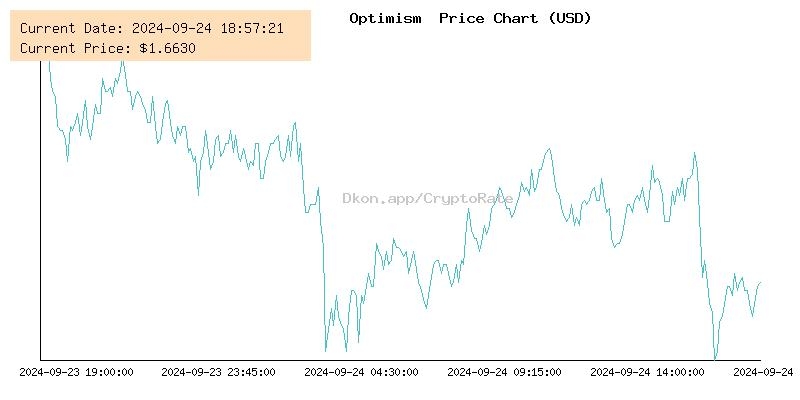 Optimism  Price Chart (USD)
Current Date: 2024-09-24 18:57:21
Current Price: $1.6630
Dkon.app/CryptoRate
2024-09-23 19:00:00 2024-09-23 23:45:00 2024-09-24 04:30:00 2024-09-24 09:15:00 2024-09-24 14:00:00 2024-09-24